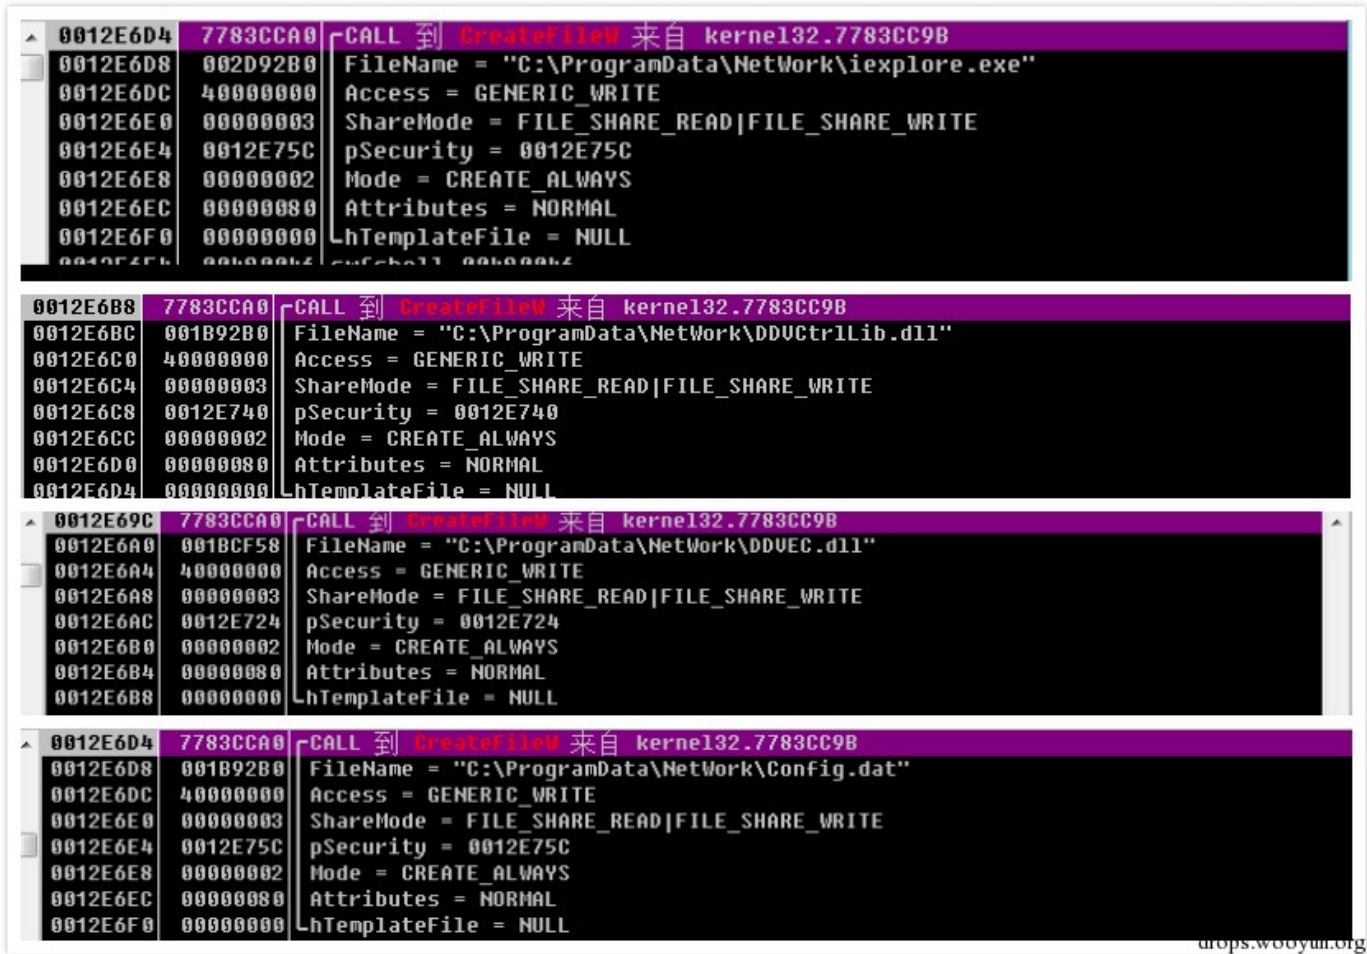 0012E6D4 7783CCA0 CALL 到 CreateFileW 来自 kernel32.7783CC9B
0012E6D8 002D92B0 FileName = "C:\ProgramData\NetWork\iexplore.exe"
0012E6DC 40000000 Access = GENERIC_WRITE
0012E6E0 00000003 ShareMode = FILE_SHARE_READ|FILE_SHARE_WRITE
0012E6E4 0012E75C pSecurity = 0012E75C
0012E6E8 00000002 Mode = CREATE_ALWAYS
0012E6EC 00000080 Attributes = NORMAL
0012E6F0 00000000 hTemplateFile = NULL
0012E6B8 7783CCA0 CALL 到 CreateFileW 来自 kernel32.7783CC9B
0012E6BC 001B92B0 FileName = "C:\ProgramData\NetWork\DDVCtrlLib.dll"
0012E6C0 40000000 Access = GENERIC_WRITE
0012E6C4 00000003 ShareMode = FILE_SHARE_READ|FILE_SHARE_WRITE
0012E6C8 0012E740 pSecurity = 0012E740
0012E6CC 00000002 Mode = CREATE_ALWAYS
0012E6D0 00000080 Attributes = NORMAL
0012E6D4 00000000 hTemplateFile = NULL
0012E69C 7783CCA0 CALL 到 CreateFileW 来自 kernel32.7783CC9B
0012E6A0 001BCF58 FileName = "C:\ProgramData\NetWork\DDVEC.dll"
0012E6A4 40000000 Access = GENERIC_WRITE
0012E6A8 00000003 ShareMode = FILE_SHARE_READ|FILE_SHARE_WRITE
0012E6AC 0012E724 pSecurity = 0012E724
0012E6B0 00000002 Mode = CREATE_ALWAYS
0012E6B4 00000080 Attributes = NORMAL
0012E6B8 00000000 hTemplateFile = NULL
0012E6D4 7783CCA0 CALL 到 CreateFileW 来自 kernel32.7783CC9B
0012E6D8 001B92B0 FileName = "C:\ProgramData\NetWork\Config.dat"
0012E6DC 40000000 Access = GENERIC_WRITE
0012E6E0 00000003 ShareMode = FILE_SHARE_READ|FILE_SHARE_WRITE
0012E6E4 0012E75C pSecurity = 0012E75C
0012E6E8 00000002 Mode = CREATE_ALWAYS
0012E6EC 00000080 Attributes = NORMAL
0012E6F0 00000000 hTemplateFile = NULL
drops.wooyun.org